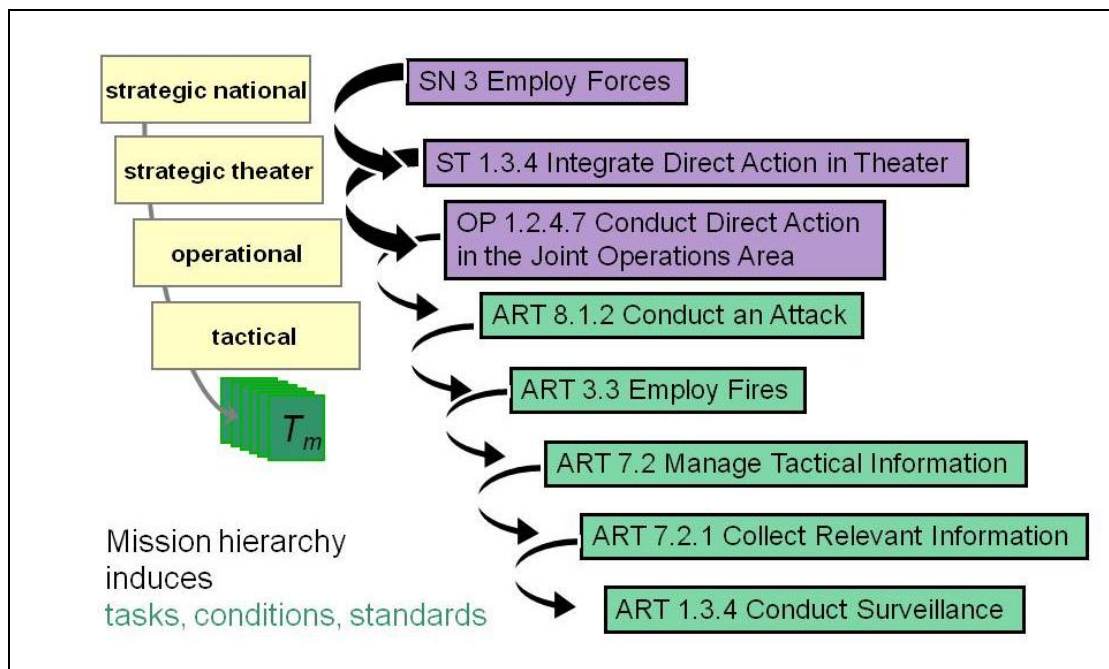 strategic national
strategic theater
operational
tactical
Tm
Mission hierarchy
induces
tasks, conditions, standards
SN 3 Employ Forces
ST 1.3.4 Integrate Direct Action in Theater
OP 1.2.4.7 Conduct Direct Action
in the Joint Operations Area
ART 8.1.2 Conduct an Attack
ART 3.3 Employ Fires
ART 7.2 Manage Tactical Information
ART 7.2.1 Collect Relevant Information
ART 1.3.4 Conduct Surveillance